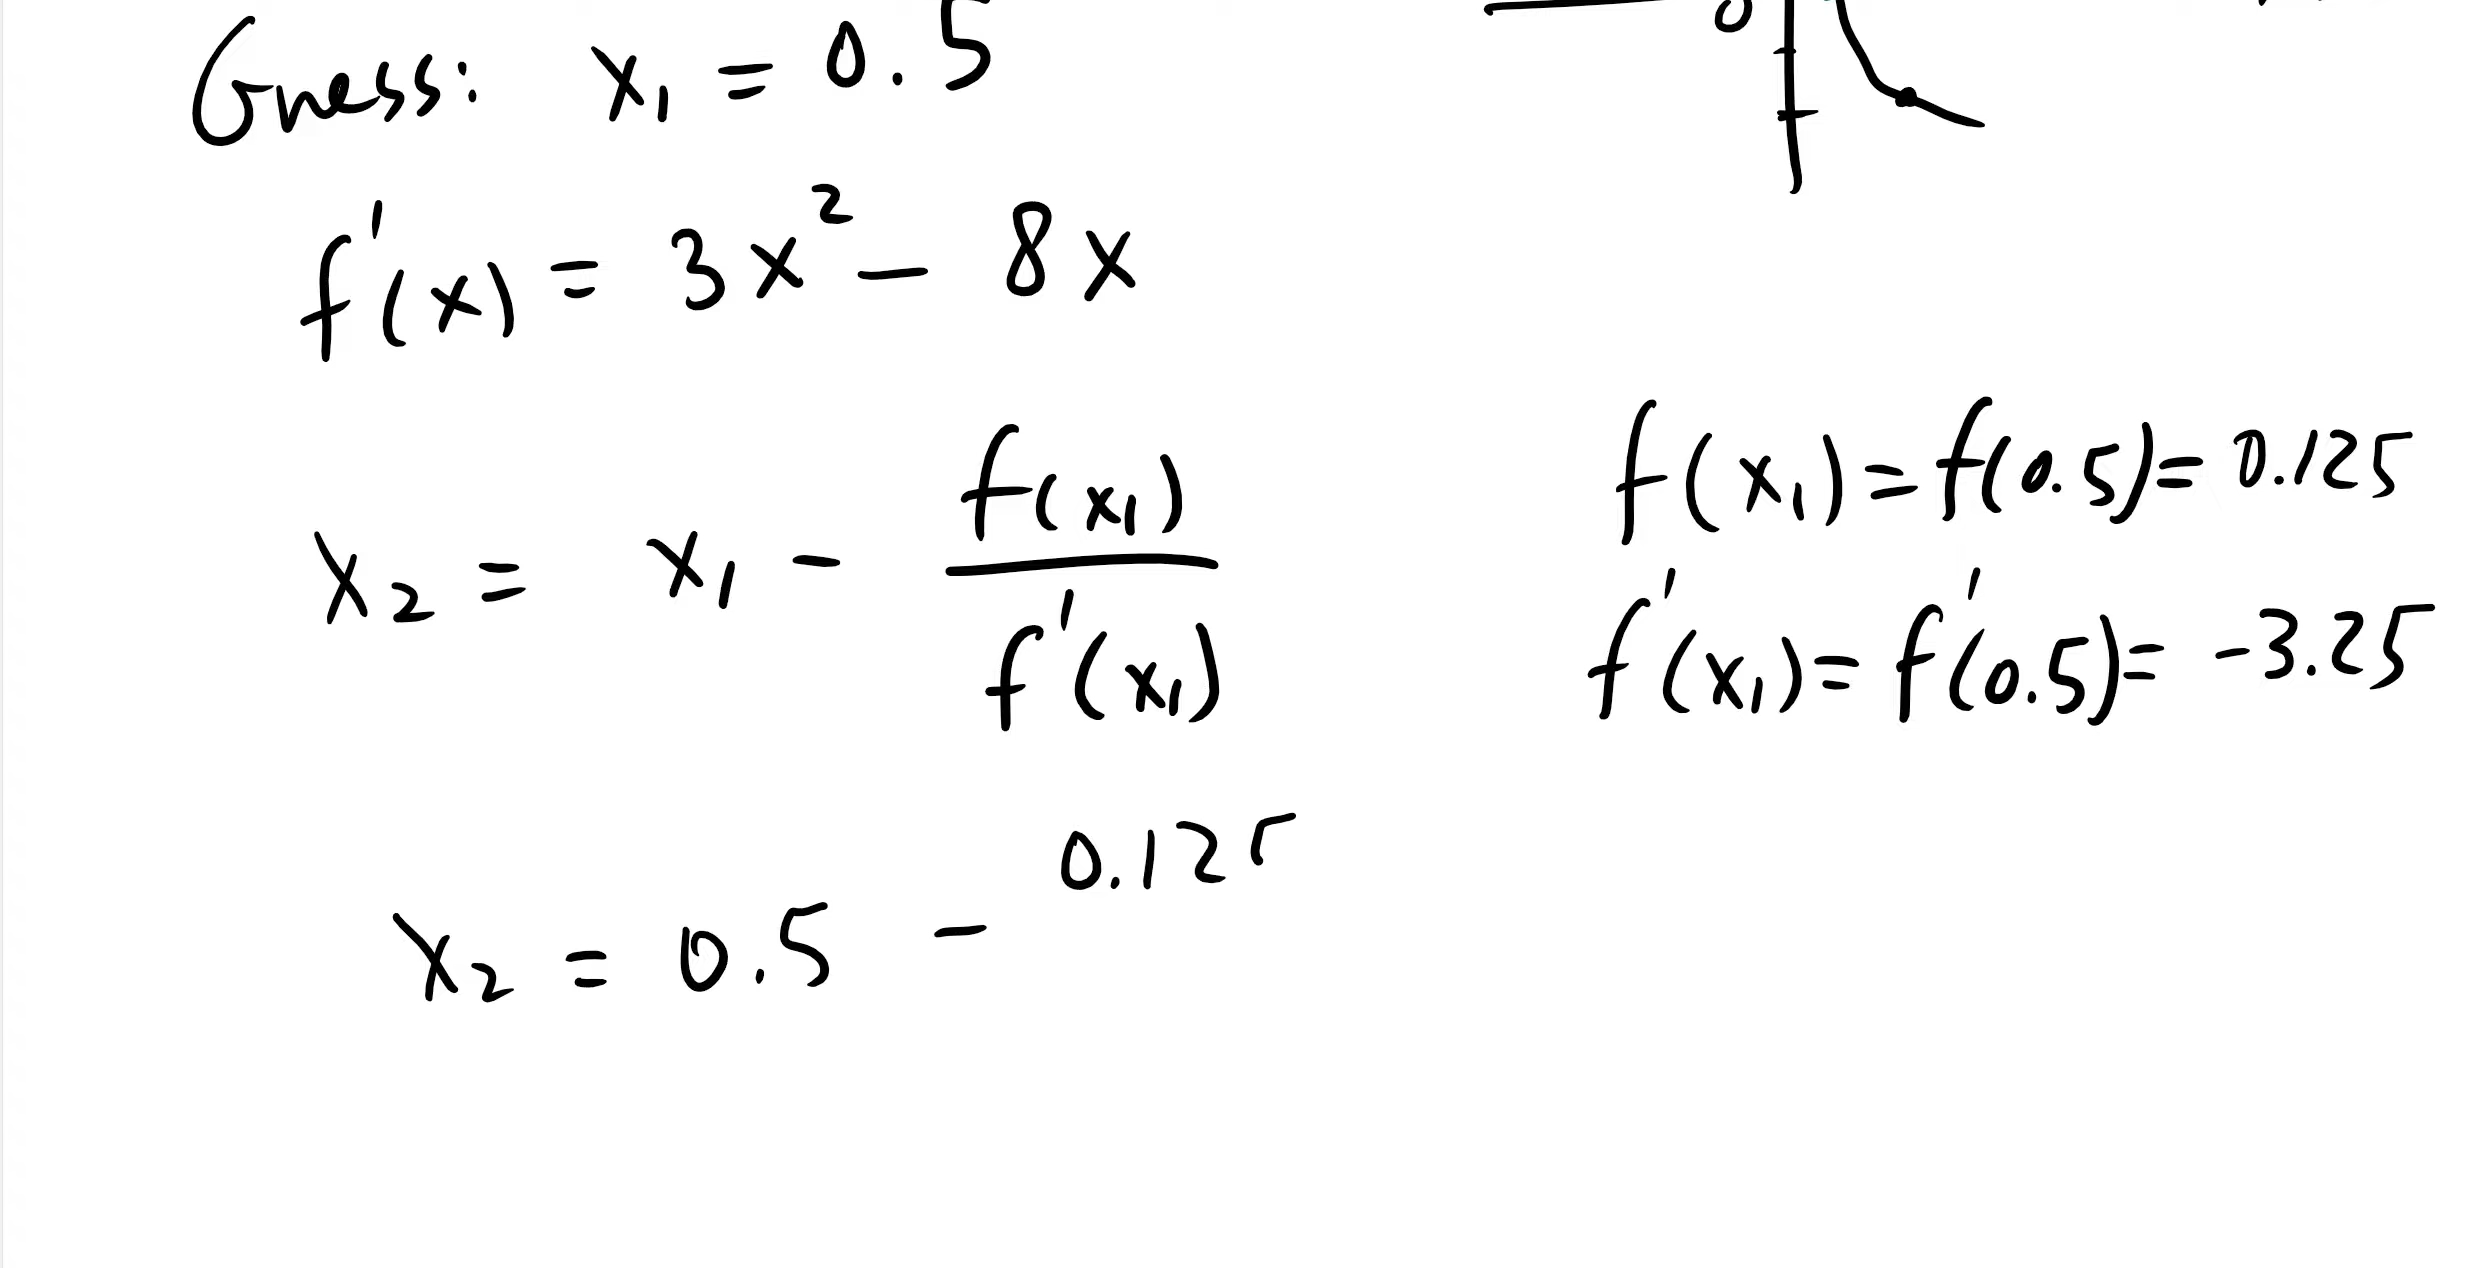 Guess: x₁ = 0.5
0
f'(x) = 3x² - 8x
x₂ = x₁ - f(x₁) / f'(x₁)
f(x₁) = f(0.5) = 0.125
f'(x₁) = f'(0.5) = -3.25
x₂ = 0.5 - 0.125